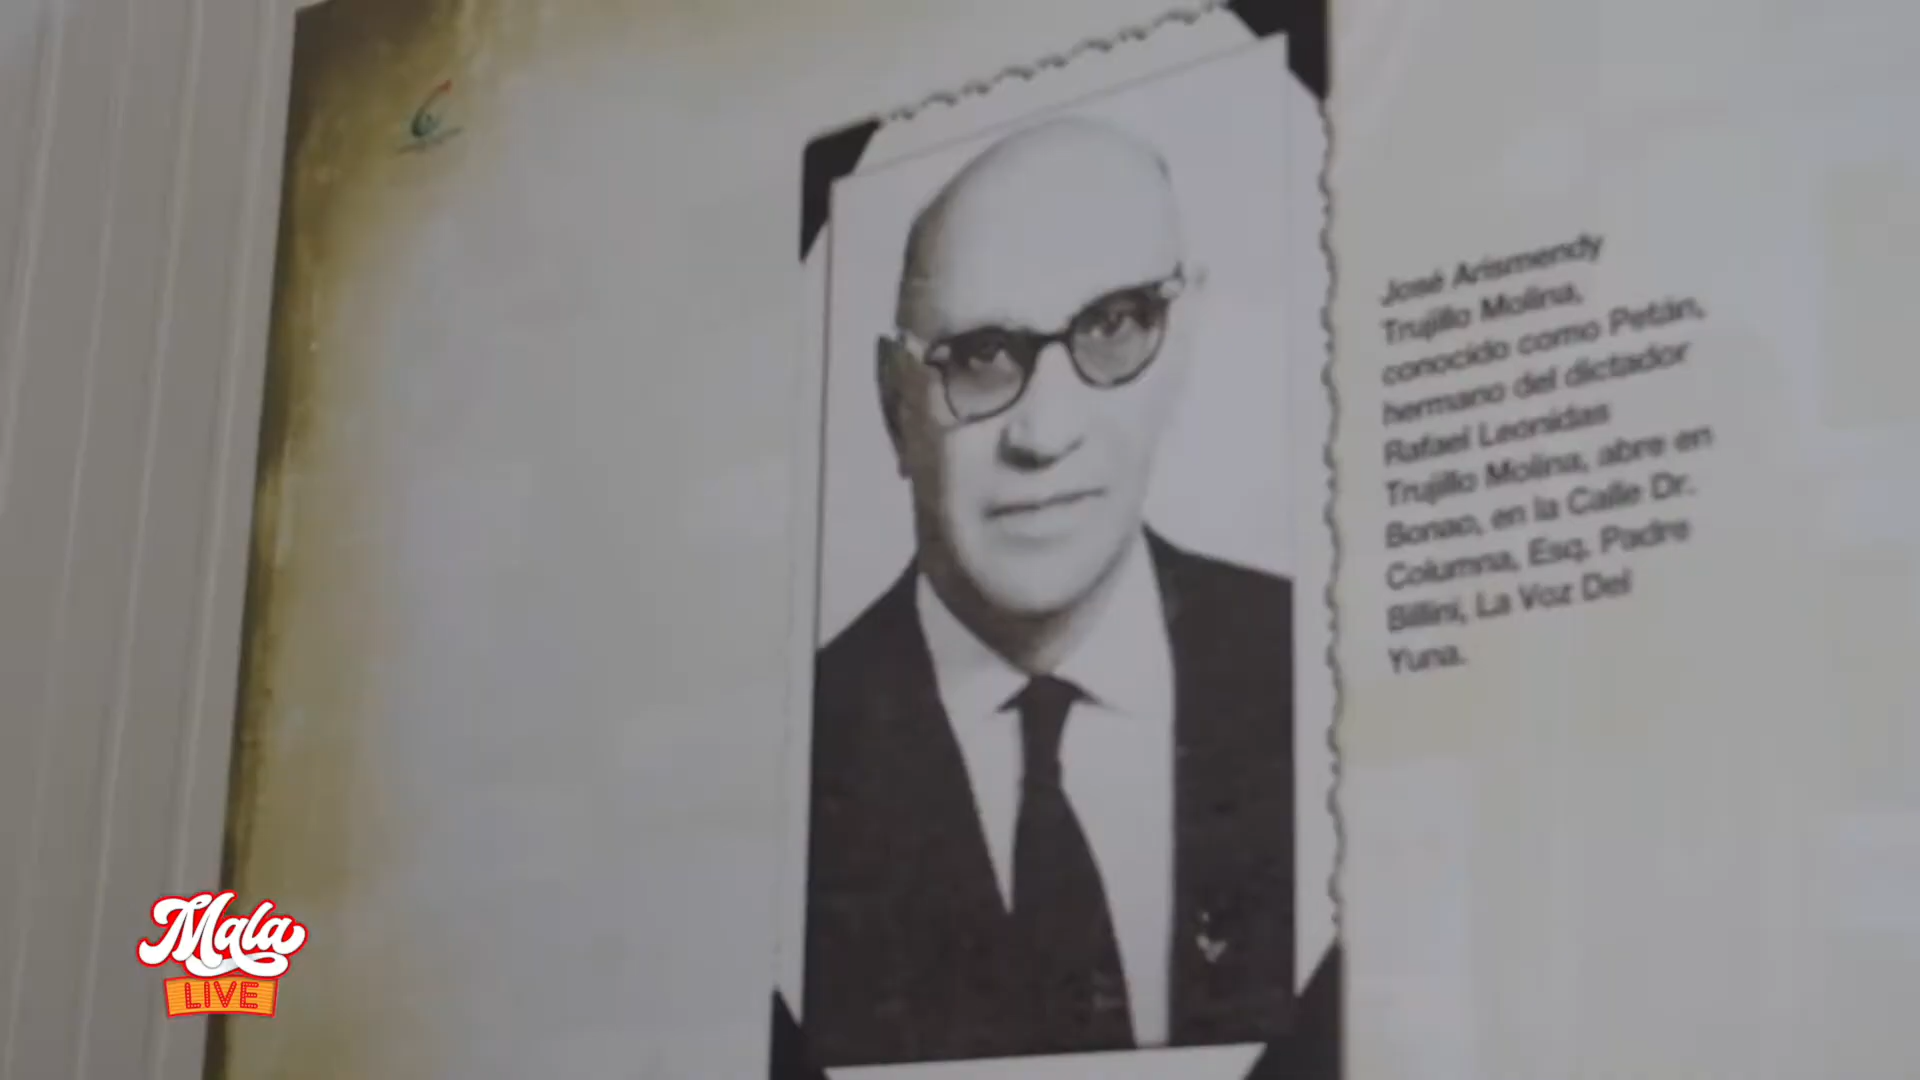 José Arismendy
Trujillo Molina,
conocido como Petán,
hermano del dictador
Rafael Leonidas
Trujillo Molina, abre en
Bonao, en la Calle Dr.
Columna, Esq. Padre
Billini, La Voz Del
Yuna.
Mala
LIVE